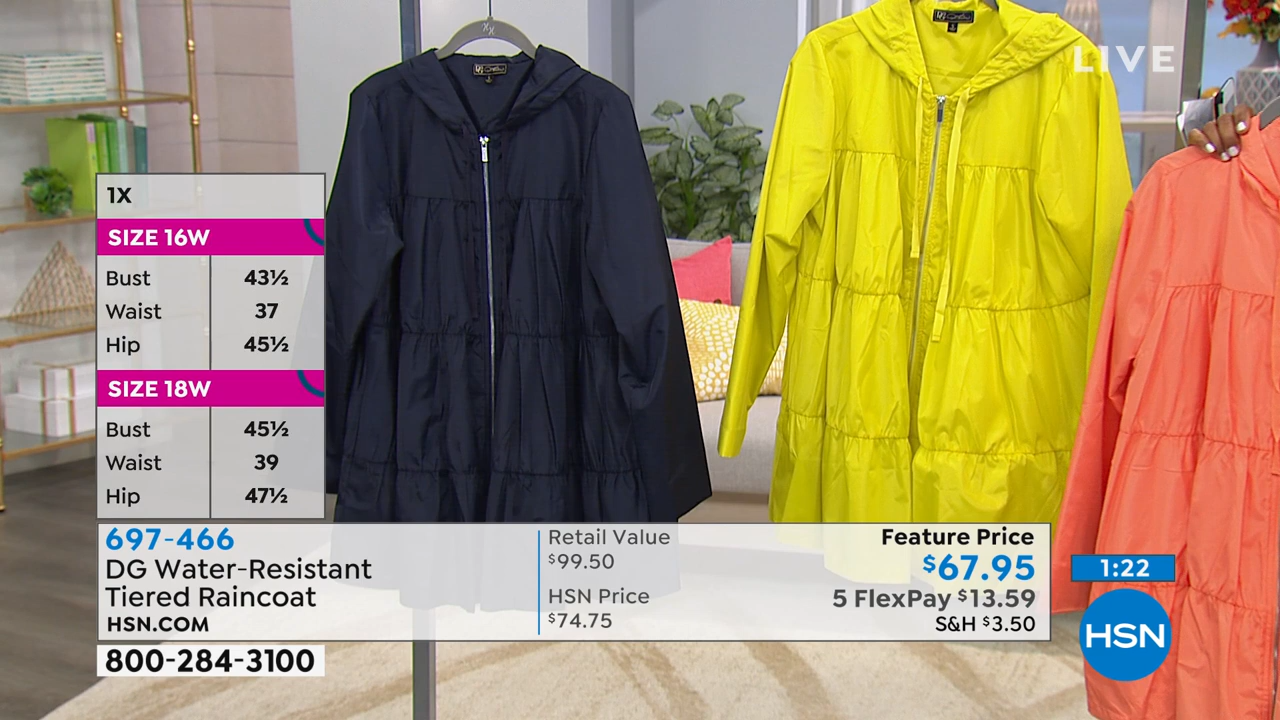 LIVE
1X
SIZE 16W
Bust 43½
Waist 37
Hip 45½
SIZE 18W
Bust 45½
Waist 39
Hip 47½
697-466
DG Water-Resistant
Tiered Raincoat
HSN.COM
800-284-3100
Retail Value
$99.50
HSN Price
$74.75
Feature Price
$67.95
5 FlexPay $13.59
S&H $3.50
1:22
HSN